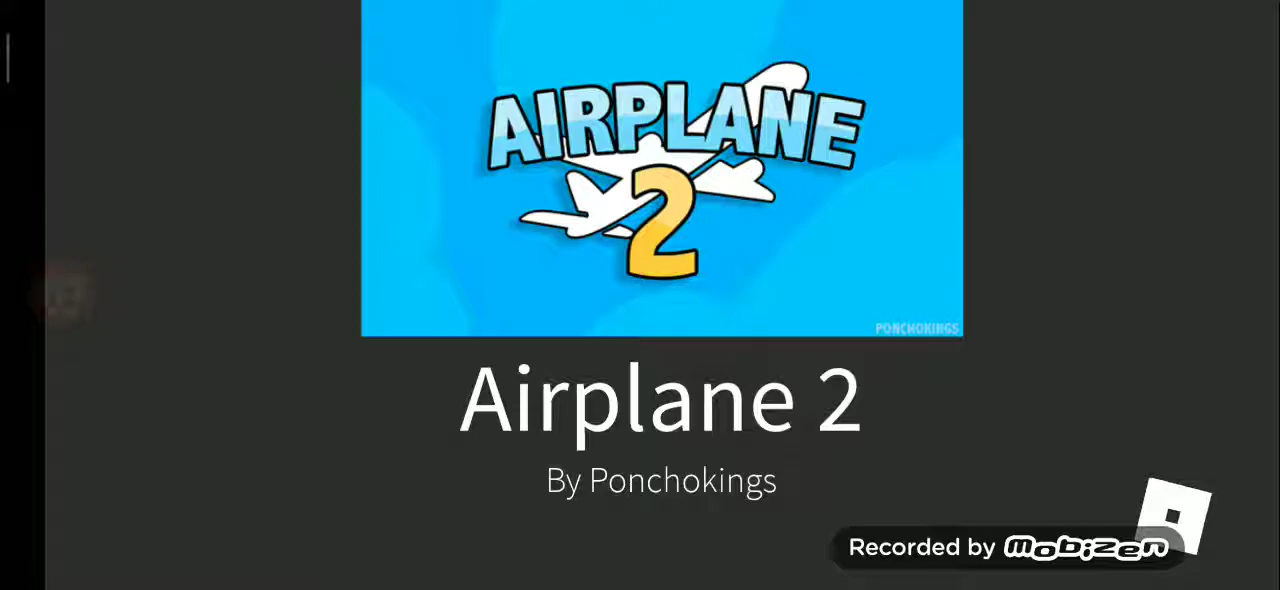 AIRPLANE
2
PONCHOKINGS
Airplane 2
By Ponchokings
Recorded by Mobizen